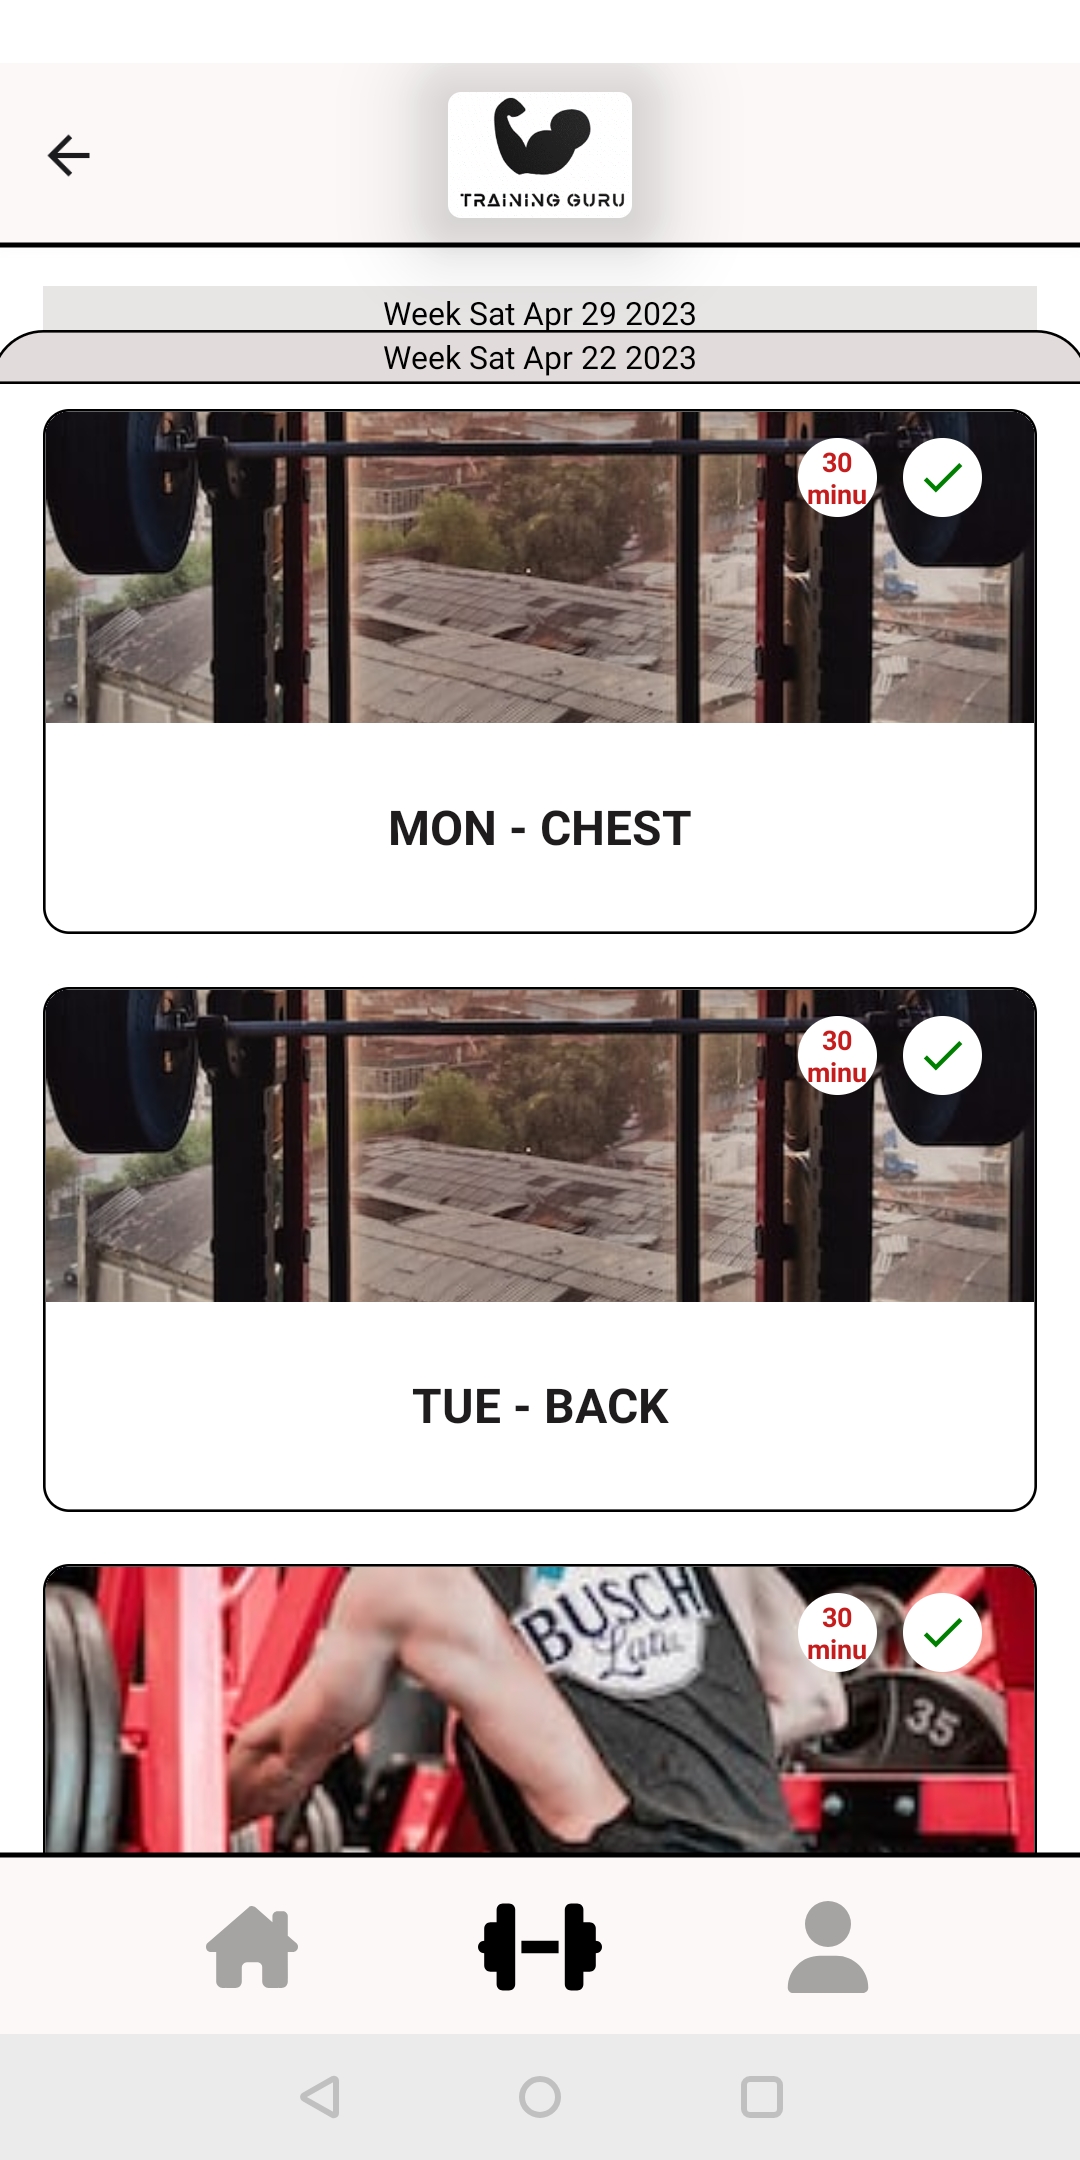 TRAINING GURU
Week Sat Apr 29 2023
Week Sat Apr 22 2023
30
minu
MON - CHEST
30
minu
TUE - BACK
BUSCH
30
minu
35